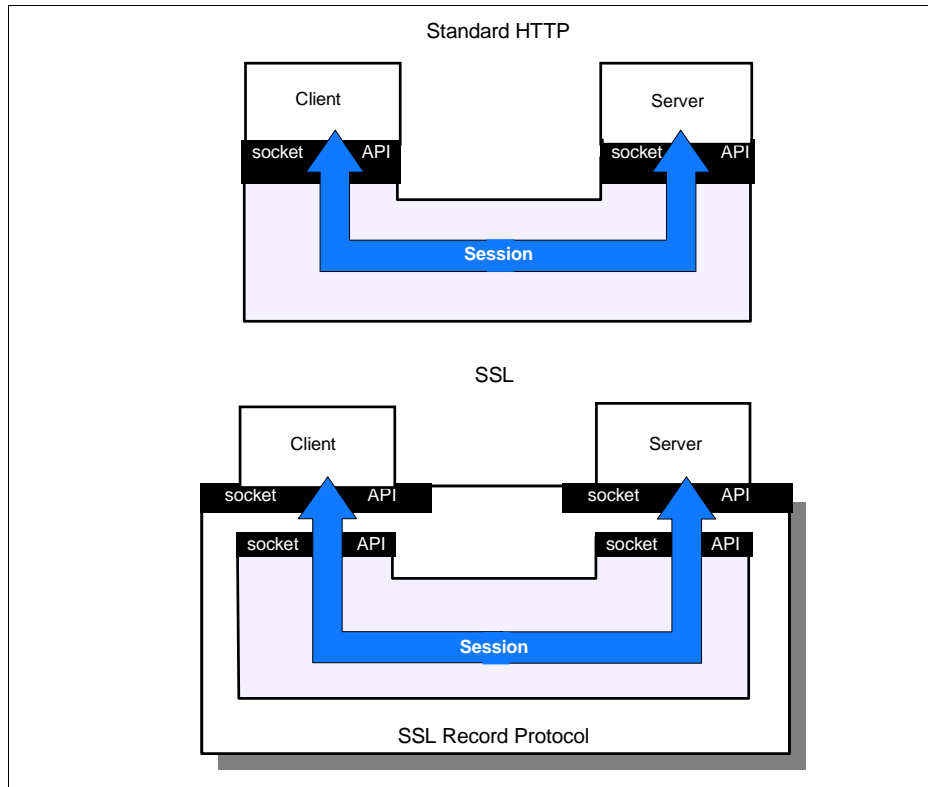 Standard HTTP
Client
Server
socket API
socket API
Session
SSL
Client
Server
socket API
socket API
socket API
socket API
Session
SSL Record Protocol